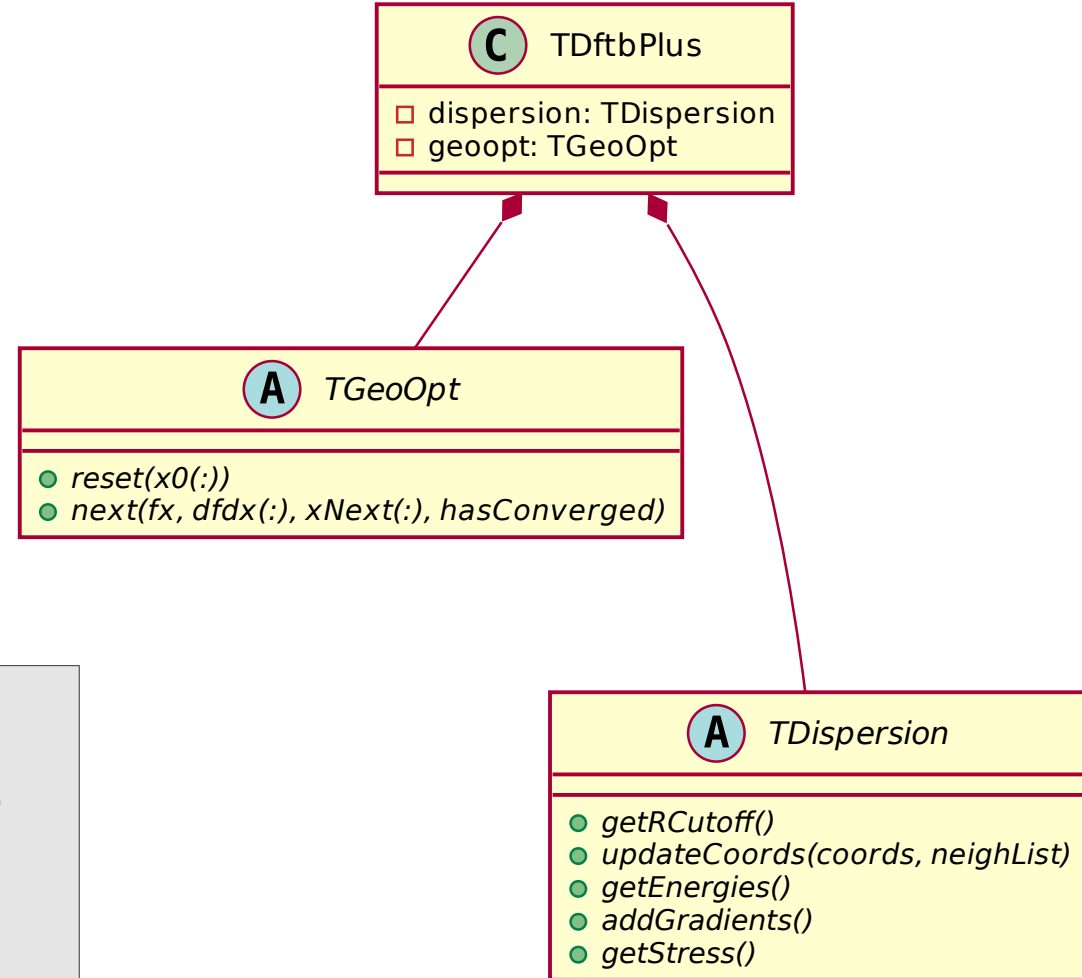 C TDftbPlus
dispersion: TDispersion
geoopt: TGeoOpt
A TGeoOpt
reset(x0(:))
next(fx, dfdx(:), xNext(:), hasConverged)
A TDispersion
getRCutoff()
updateCoords(coords, neighList)
getEnergies()
addGradients()
getStress()